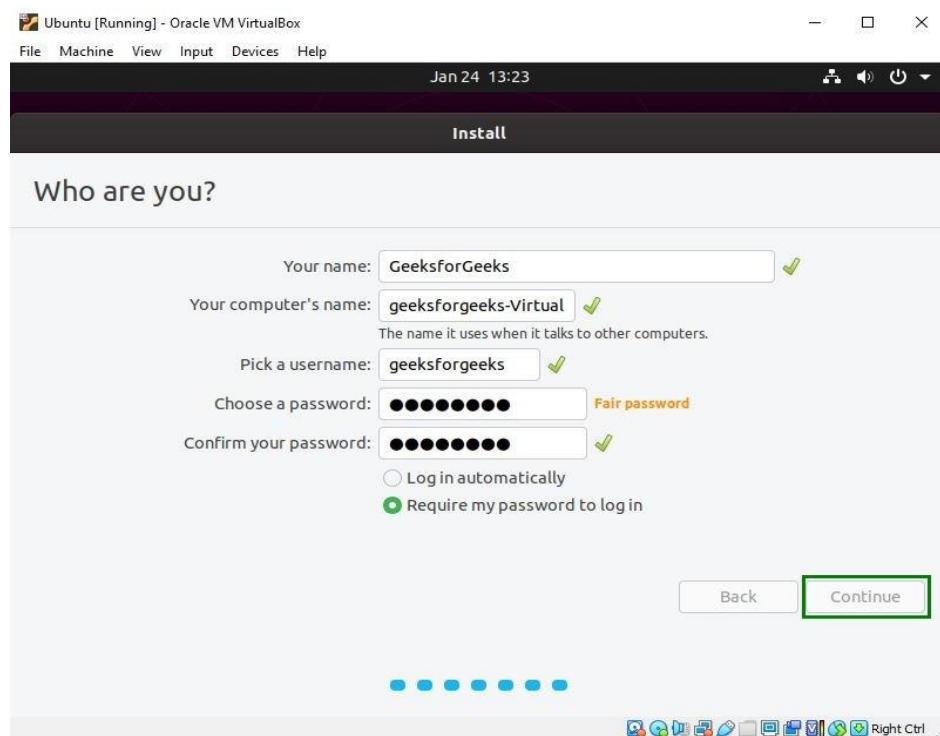 Ubuntu [Running] - Oracle VM VirtualBox
File Machine View Input Devices Help
Jan 24 13:23
Install
Who are you?
Your name: GeeksforGeeks
Your computer's name: geeksforgeeks-Virtual
The name it uses when it talks to other computers.
Pick a username: geeksforgeeks
Choose a password: ●●●●●●●● Fair password
Confirm your password: ●●●●●●●●
Log in automatically
Require my password to log in
Back Continue
Right Ctrl